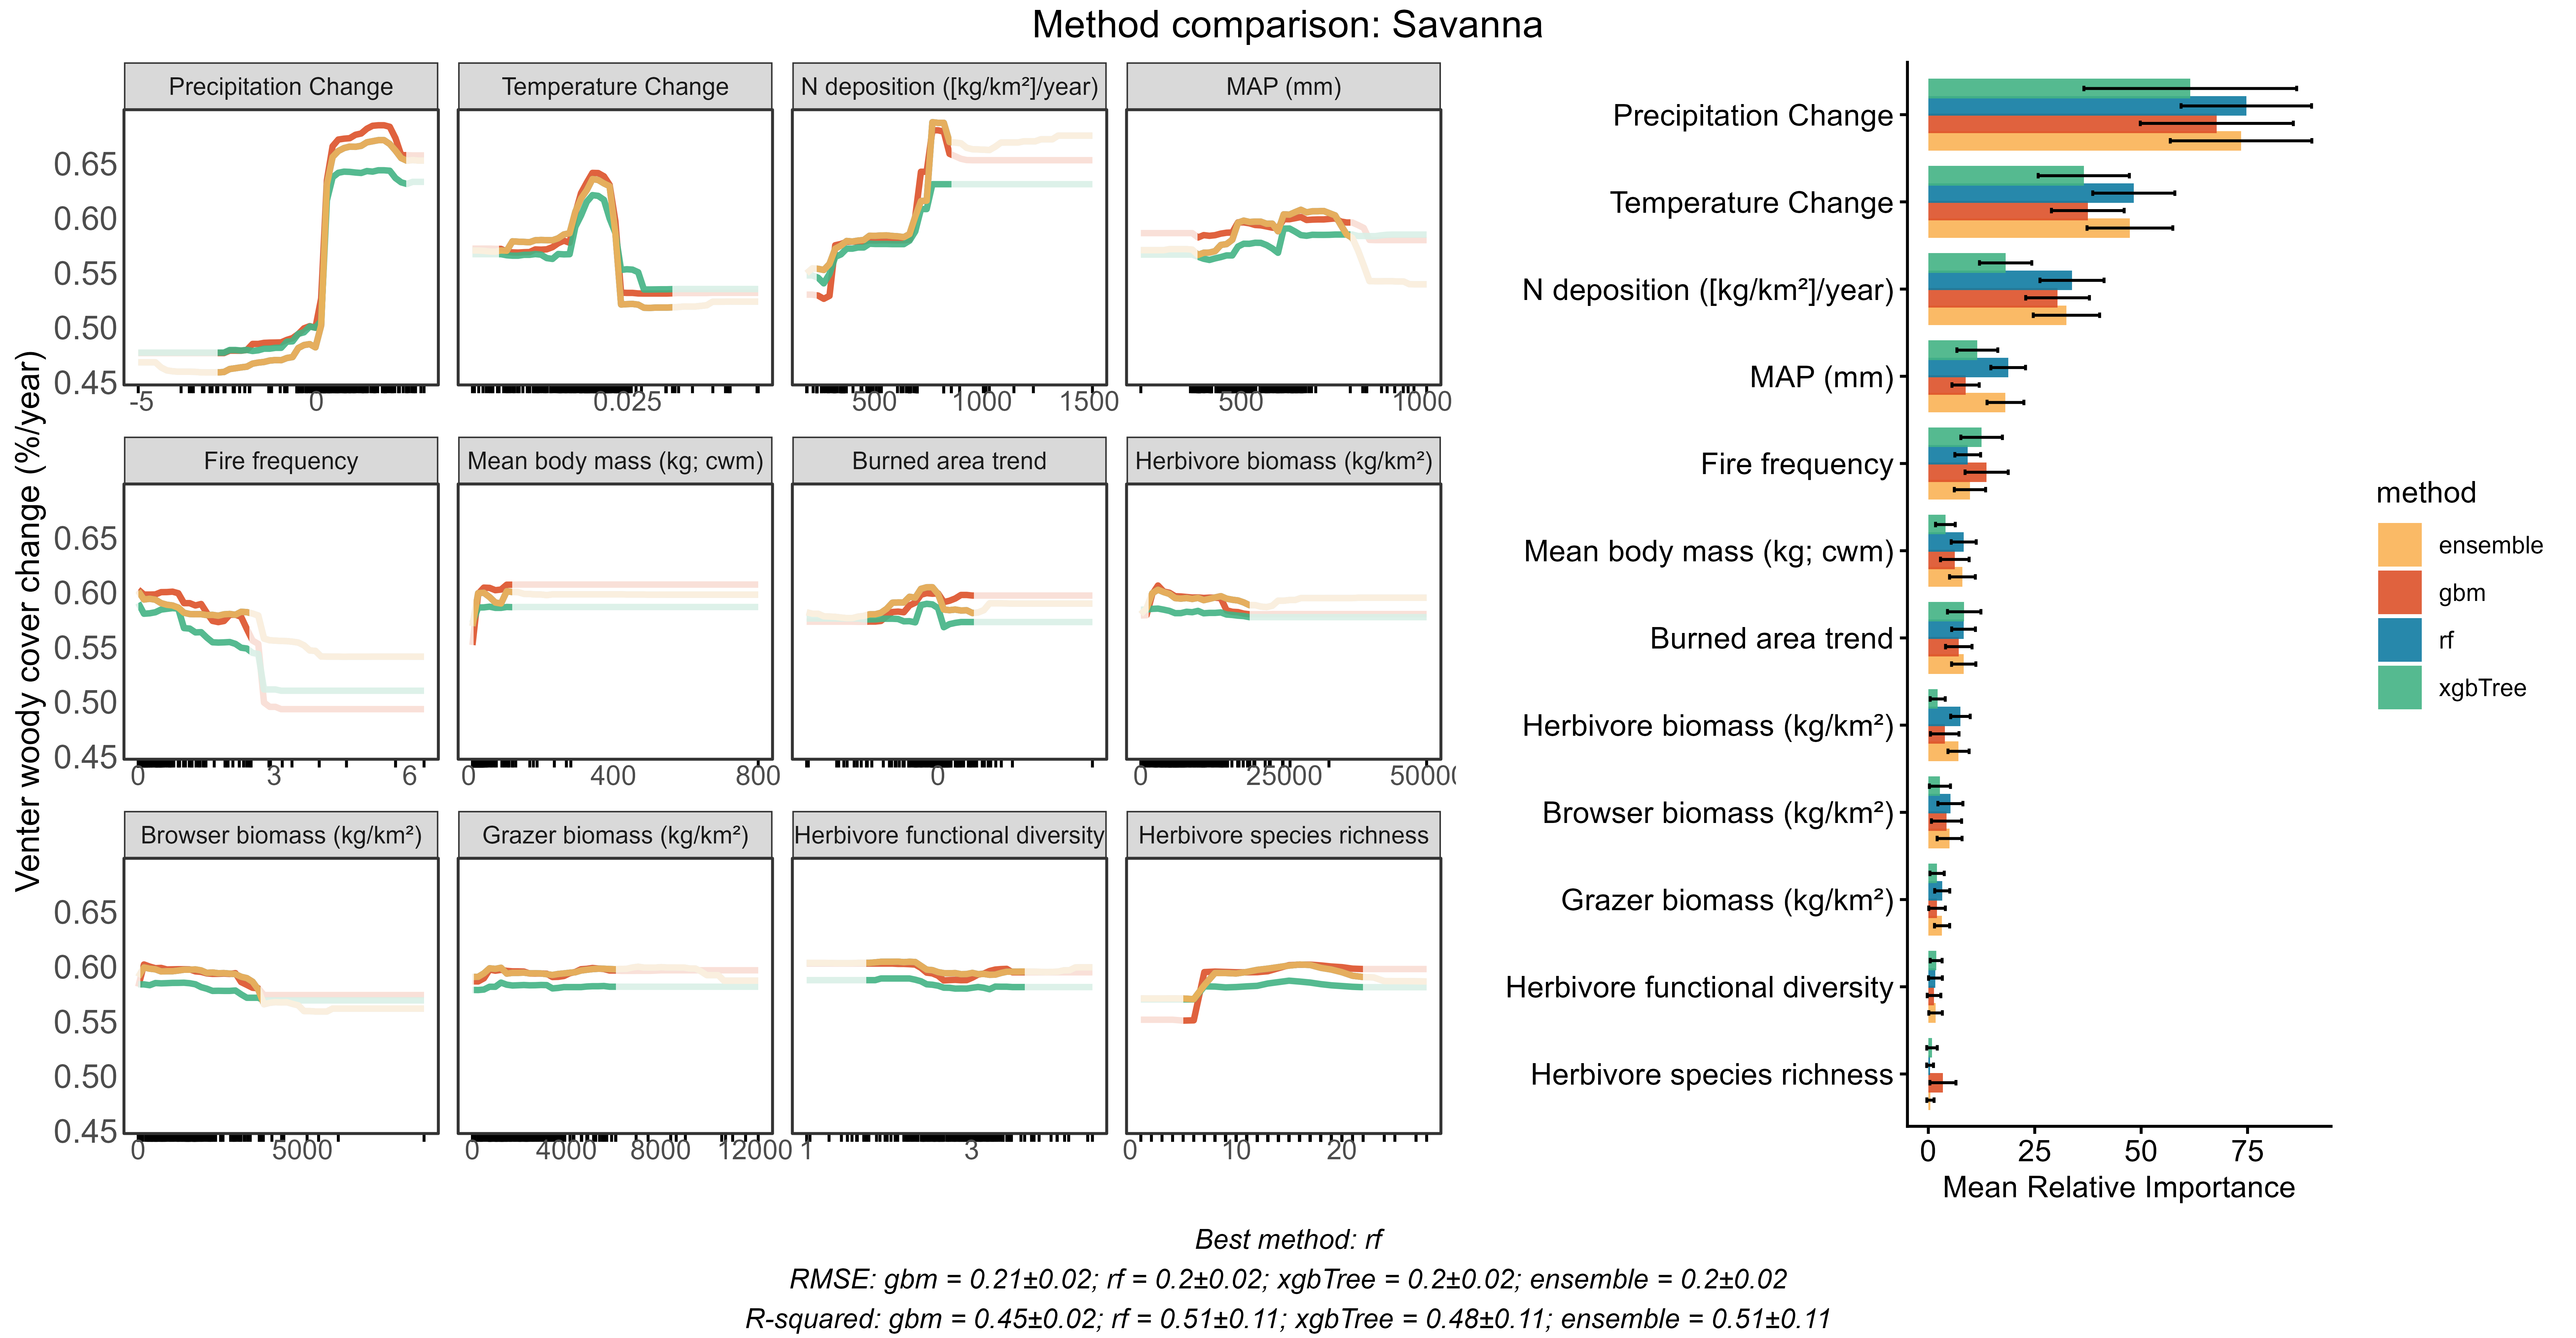 Method comparison: Savanna
Venter woody cover change (%/year)
Precipitation Change
Temperature Change
N deposition ([kg/km²]/year)
MAP (mm)
0.65
0.60
0.55
0.50
0.45
-5 0
0.025
500 1000 1500
500 1000
Fire frequency
Mean body mass (kg; cwm)
Burned area trend
Herbivore biomass (kg/km²)
0.65
0.60
0.55
0.50
0.45
0 3 6
0 400 800
0
0 25000 50000
Browser biomass (kg/km²)
Grazer biomass (kg/km²)
Herbivore functional diversity
Herbivore species richness
0.65
0.60
0.55
0.50
0.45
0 5000
0 4000 8000 12000
1 3
0 10 20
Precipitation Change
Temperature Change
N deposition ([kg/km²]/year)
MAP (mm)
Fire frequency
Mean body mass (kg; cwm)
Burned area trend
Herbivore biomass (kg/km²)
Browser biomass (kg/km²)
Grazer biomass (kg/km²)
Herbivore functional diversity
Herbivore species richness
0 25 50 75
Mean Relative Importance
method
ensemble
gbm
rf
xgbTree
Best method: rf
RMSE: gbm = 0.21±0.02; rf = 0.2±0.02; xgbTree = 0.2±0.02; ensemble = 0.2±0.02
R-squared: gbm = 0.45±0.02; rf = 0.51±0.11; xgbTree = 0.48±0.11; ensemble = 0.51±0.11